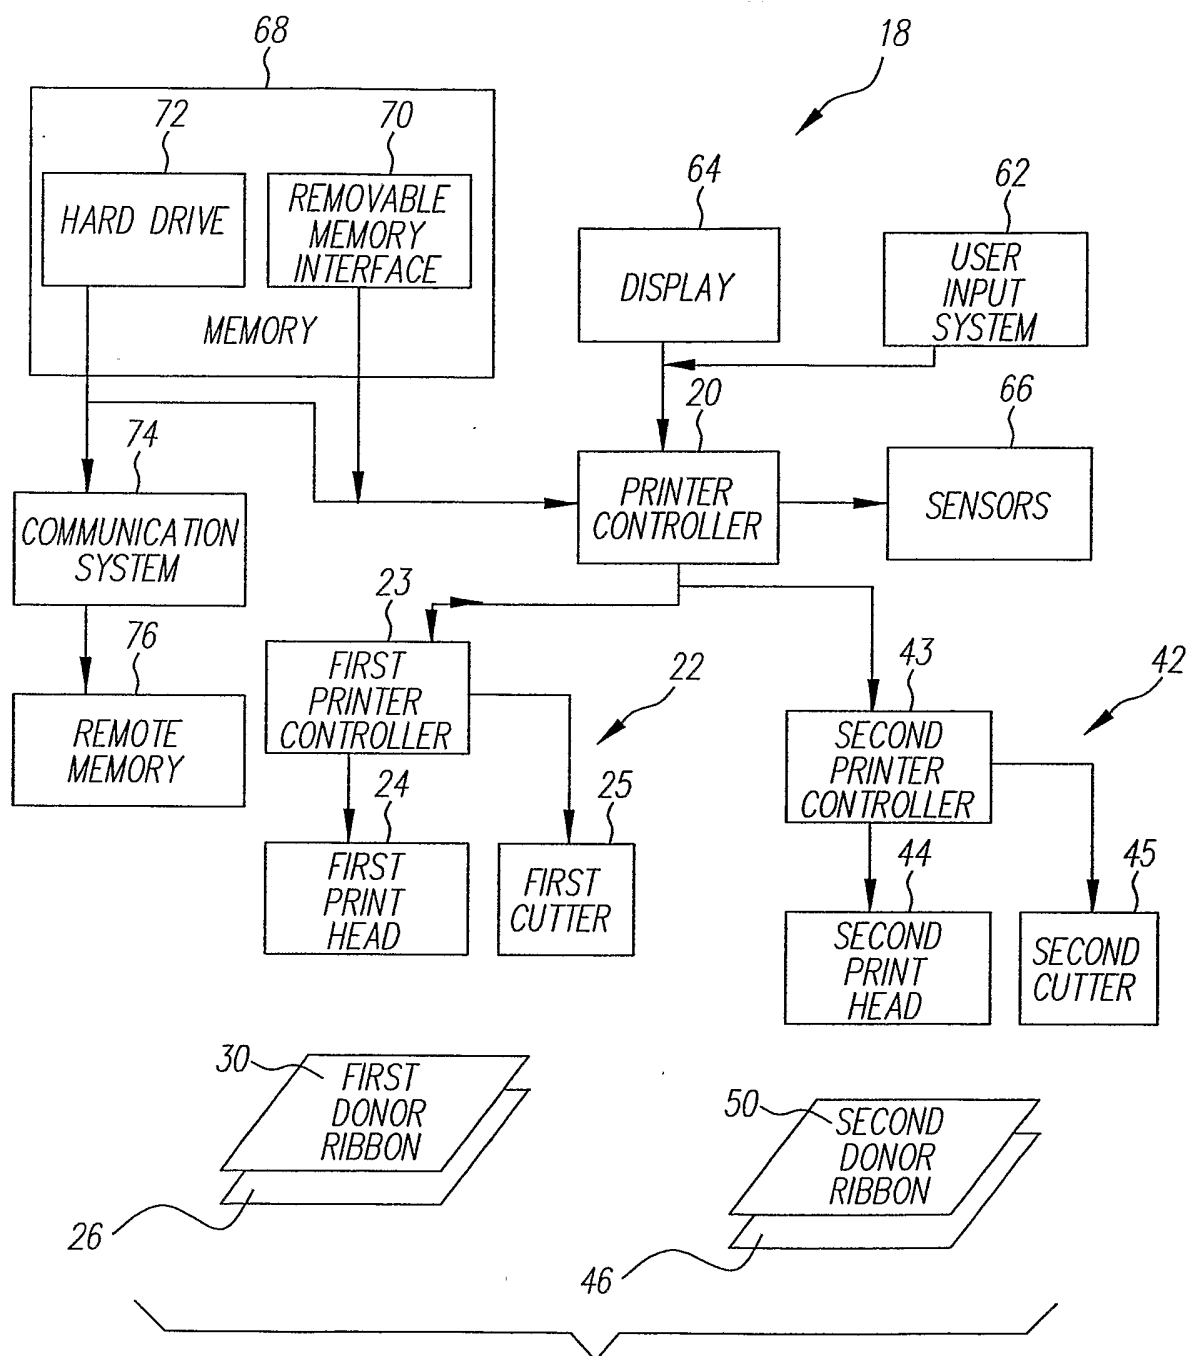 68
18
72
70
HARD DRIVE
REMOVABLE
MEMORY
INTERFACE
MEMORY
64
62
DISPLAY
USER
INPUT
SYSTEM
20
66
PRINTER
CONTROLLER
SENSORS
74
COMMUNICATION
SYSTEM
76
REMOTE
MEMORY
23
FIRST
PRINTER
CONTROLLER
22
24
25
FIRST
PRINT
HEAD
FIRST
CUTTER
43
42
SECOND
PRINTER
CONTROLLER
44
45
SECOND
PRINT
HEAD
SECOND
CUTTER
30
FIRST
DONOR
RIBBON
26
50
SECOND
DONOR
RIBBON
46